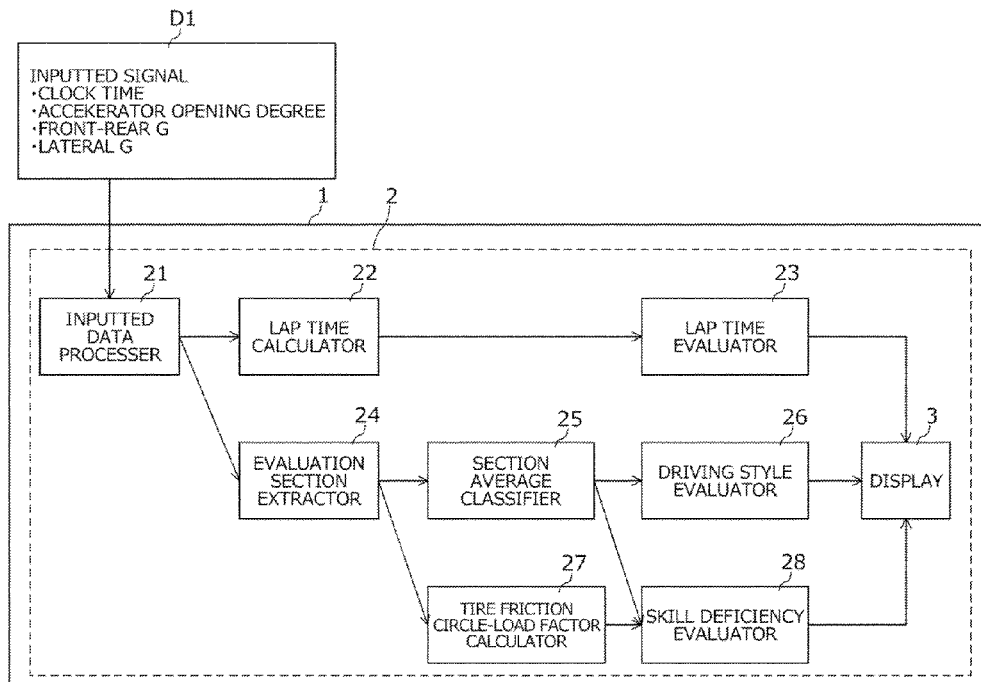 D1
INPUTTED SIGNAL
・CLOCK TIME
・ACCEKERATOR OPENING DEGREE
・FRONT-REAR G
・LATERAL G
1
2
21
INPUTTED
DATA
PROCESSER
22
LAP TIME
CALCULATOR
23
LAP TIME
EVALUATOR
24
EVALUATION
SECTION
EXTRACTOR
25
SECTION
AVERAGE
CLASSIFIER
26
DRIVING STYLE
EVALUATOR
3
DISPLAY
27
TIRE FRICTION
CIRCLE-LOAD FACTOR
CALCULATOR
28
SKILL DEFICIENCY
EVALUATOR